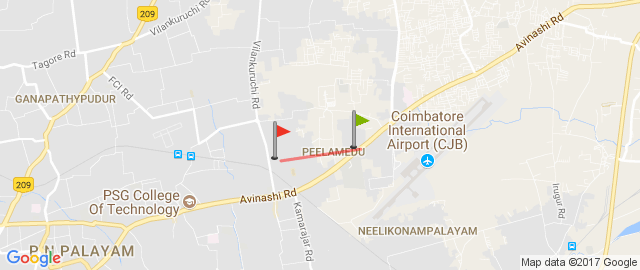 209
Vilankuruchi Rd
Avinashi Rd
Tagore Rd
FCI Rd
Vilankuruchi Rd
GANAPATHYPUDUR
Coimbatore
International
Airport (CJB)
PEELAMEDU
209
PSG College
Of Technology
Avinashi Rd
Kamarajar Rd
Irugur Rd
NEELIKONAMPALAYAM
P N PALAYAM
Google
Map data ©2017 Google